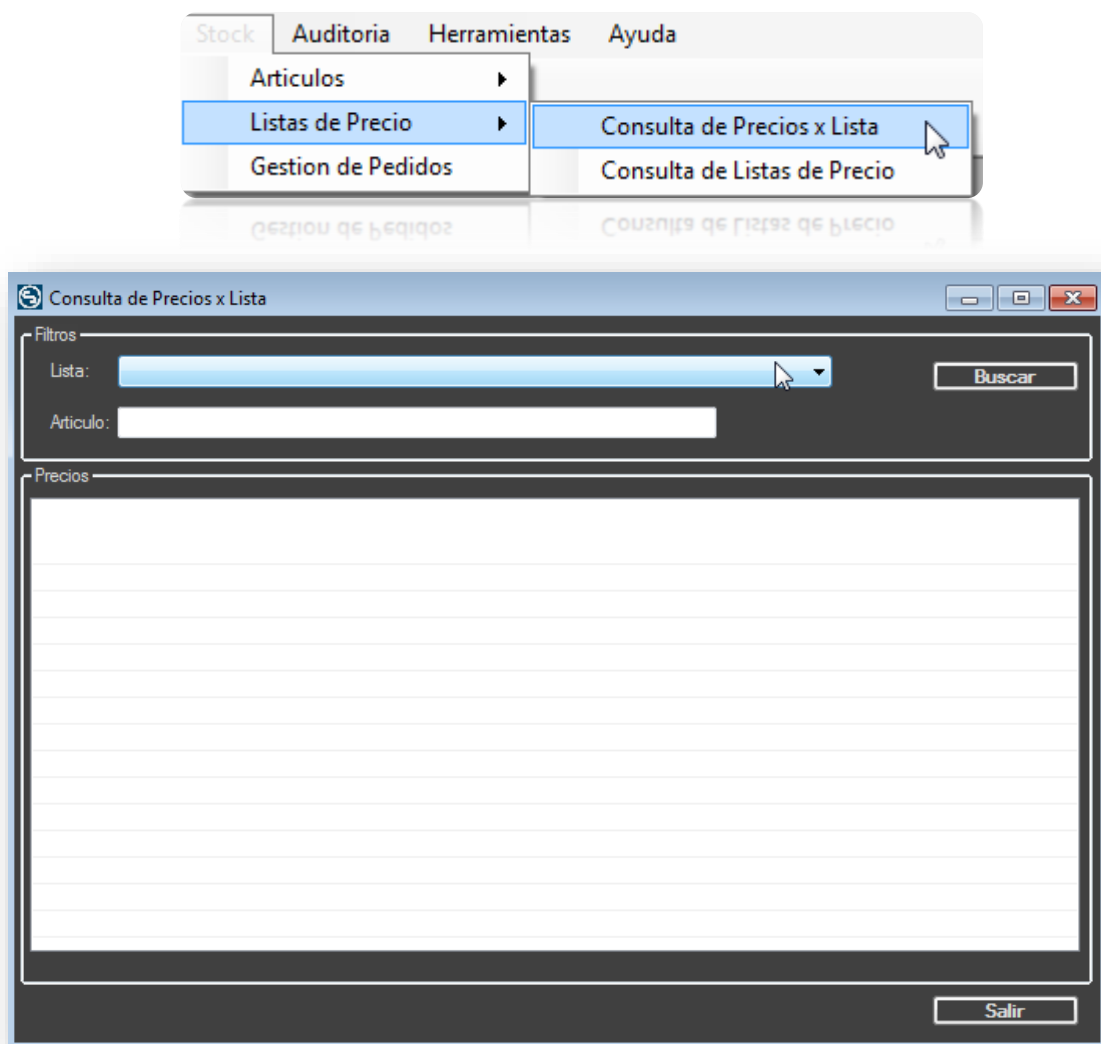 Stock Auditoria Herramientas Ayuda
Articulos
Listas de Precio
Gestion de Pedidos
Consulta de Precios x Lista
Consulta de Listas de Precio
Consulta de Precios x Lista
Filtros
Lista:
Buscar
Articulo:
Precios
Salir